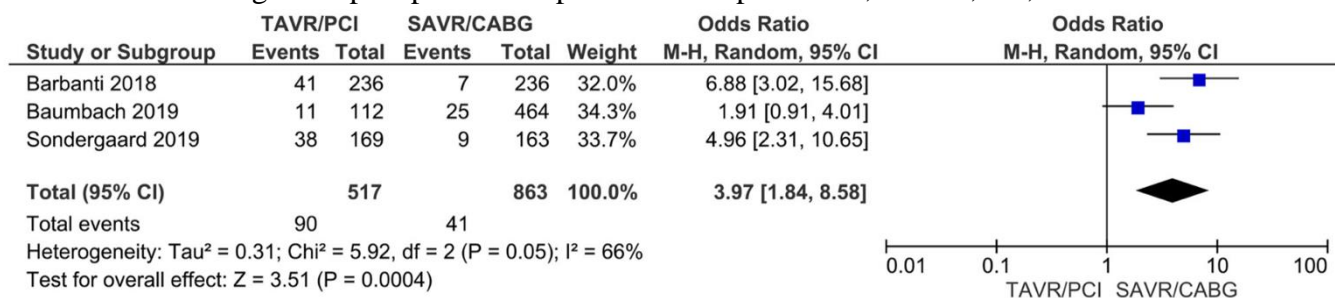 TAVR/PCI SAVR/CABG Odds Ratio Odds Ratio
Study or Subgroup Events Total Events Total Weight M-H, Random, 95% CI M-H, Random, 95% CI
Barbanti 2018 41 236 7 236 32.0% 6.88 [3.02, 15.68]
Baumbach 2019 11 112 25 464 34.3% 1.91 [0.91, 4.01]
Sondergaard 2019 38 169 9 163 33.7% 4.96 [2.31, 10.65]
Total (95% CI) 517 863 100.0% 3.97 [1.84, 8.58]
Total events 90 41
Heterogeneity: Tau² = 0.31; Chi² = 5.92, df = 2 (P = 0.05); I² = 66%
Test for overall effect: Z = 3.51 (P = 0.0004)
0.01 0.1 1 10 100
TAVR/PCI SAVR/CABG